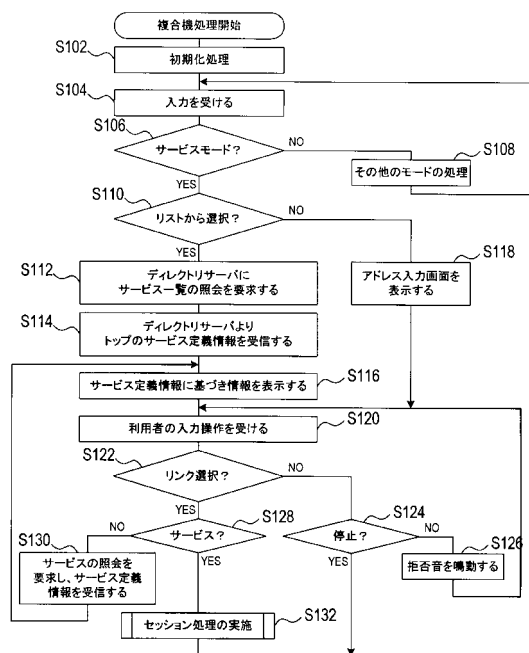 複合機処理開始
S102
初期化処理
S104
入力を受ける
S106
サービスモード?
NO
YES
S108
その他のモードの処理
S110
リストから選択?
NO
YES
S112
ディレクトリサーバに
サービス一覧の照会を要求する
S118
アドレス入力画面を
表示する
S114
ディレクトリサーバより
トップのサービス定義情報を受信する
サービス定義情報に基づき情報を表示する
S116
利用者の入力操作を受ける
S120
S122
リンク選択?
NO
YES
S128
サービス?
NO
YES
S124
停止?
NO
YES
S126
拒否音を鳴動する
S130
サービスの照会を
要求し、サービス定義
情報を受信する
セッション処理の実施
S132